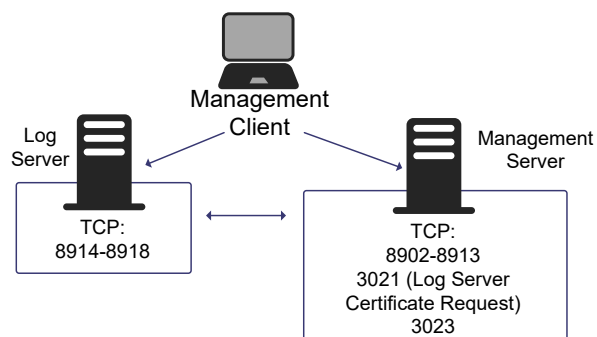 Management
Client
Log
Server
Management
Server
TCP:
8914-8918
TCP:
8902-8913
3021 (Log Server
Certificate Request)
3023